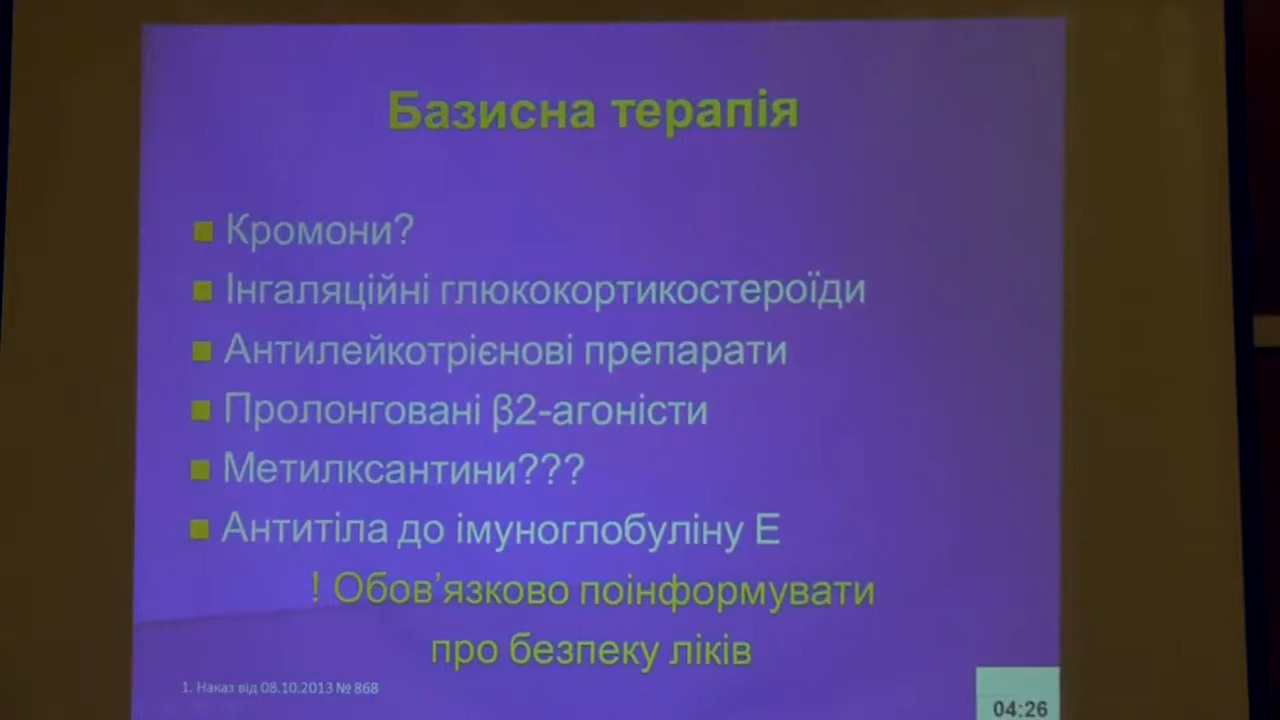 Базисна терапія
Кромони?
Інгаляційні глюкокортикостероїди
Антилейкотрієнові препарати
Пролонговані β2-агоністи
Метилксантини???
Антитіла до імуноглобуліну Е
! Обов’язково поінформувати
про безпеку ліків
1. Наказ від 08.10.2013 № 868
04:26